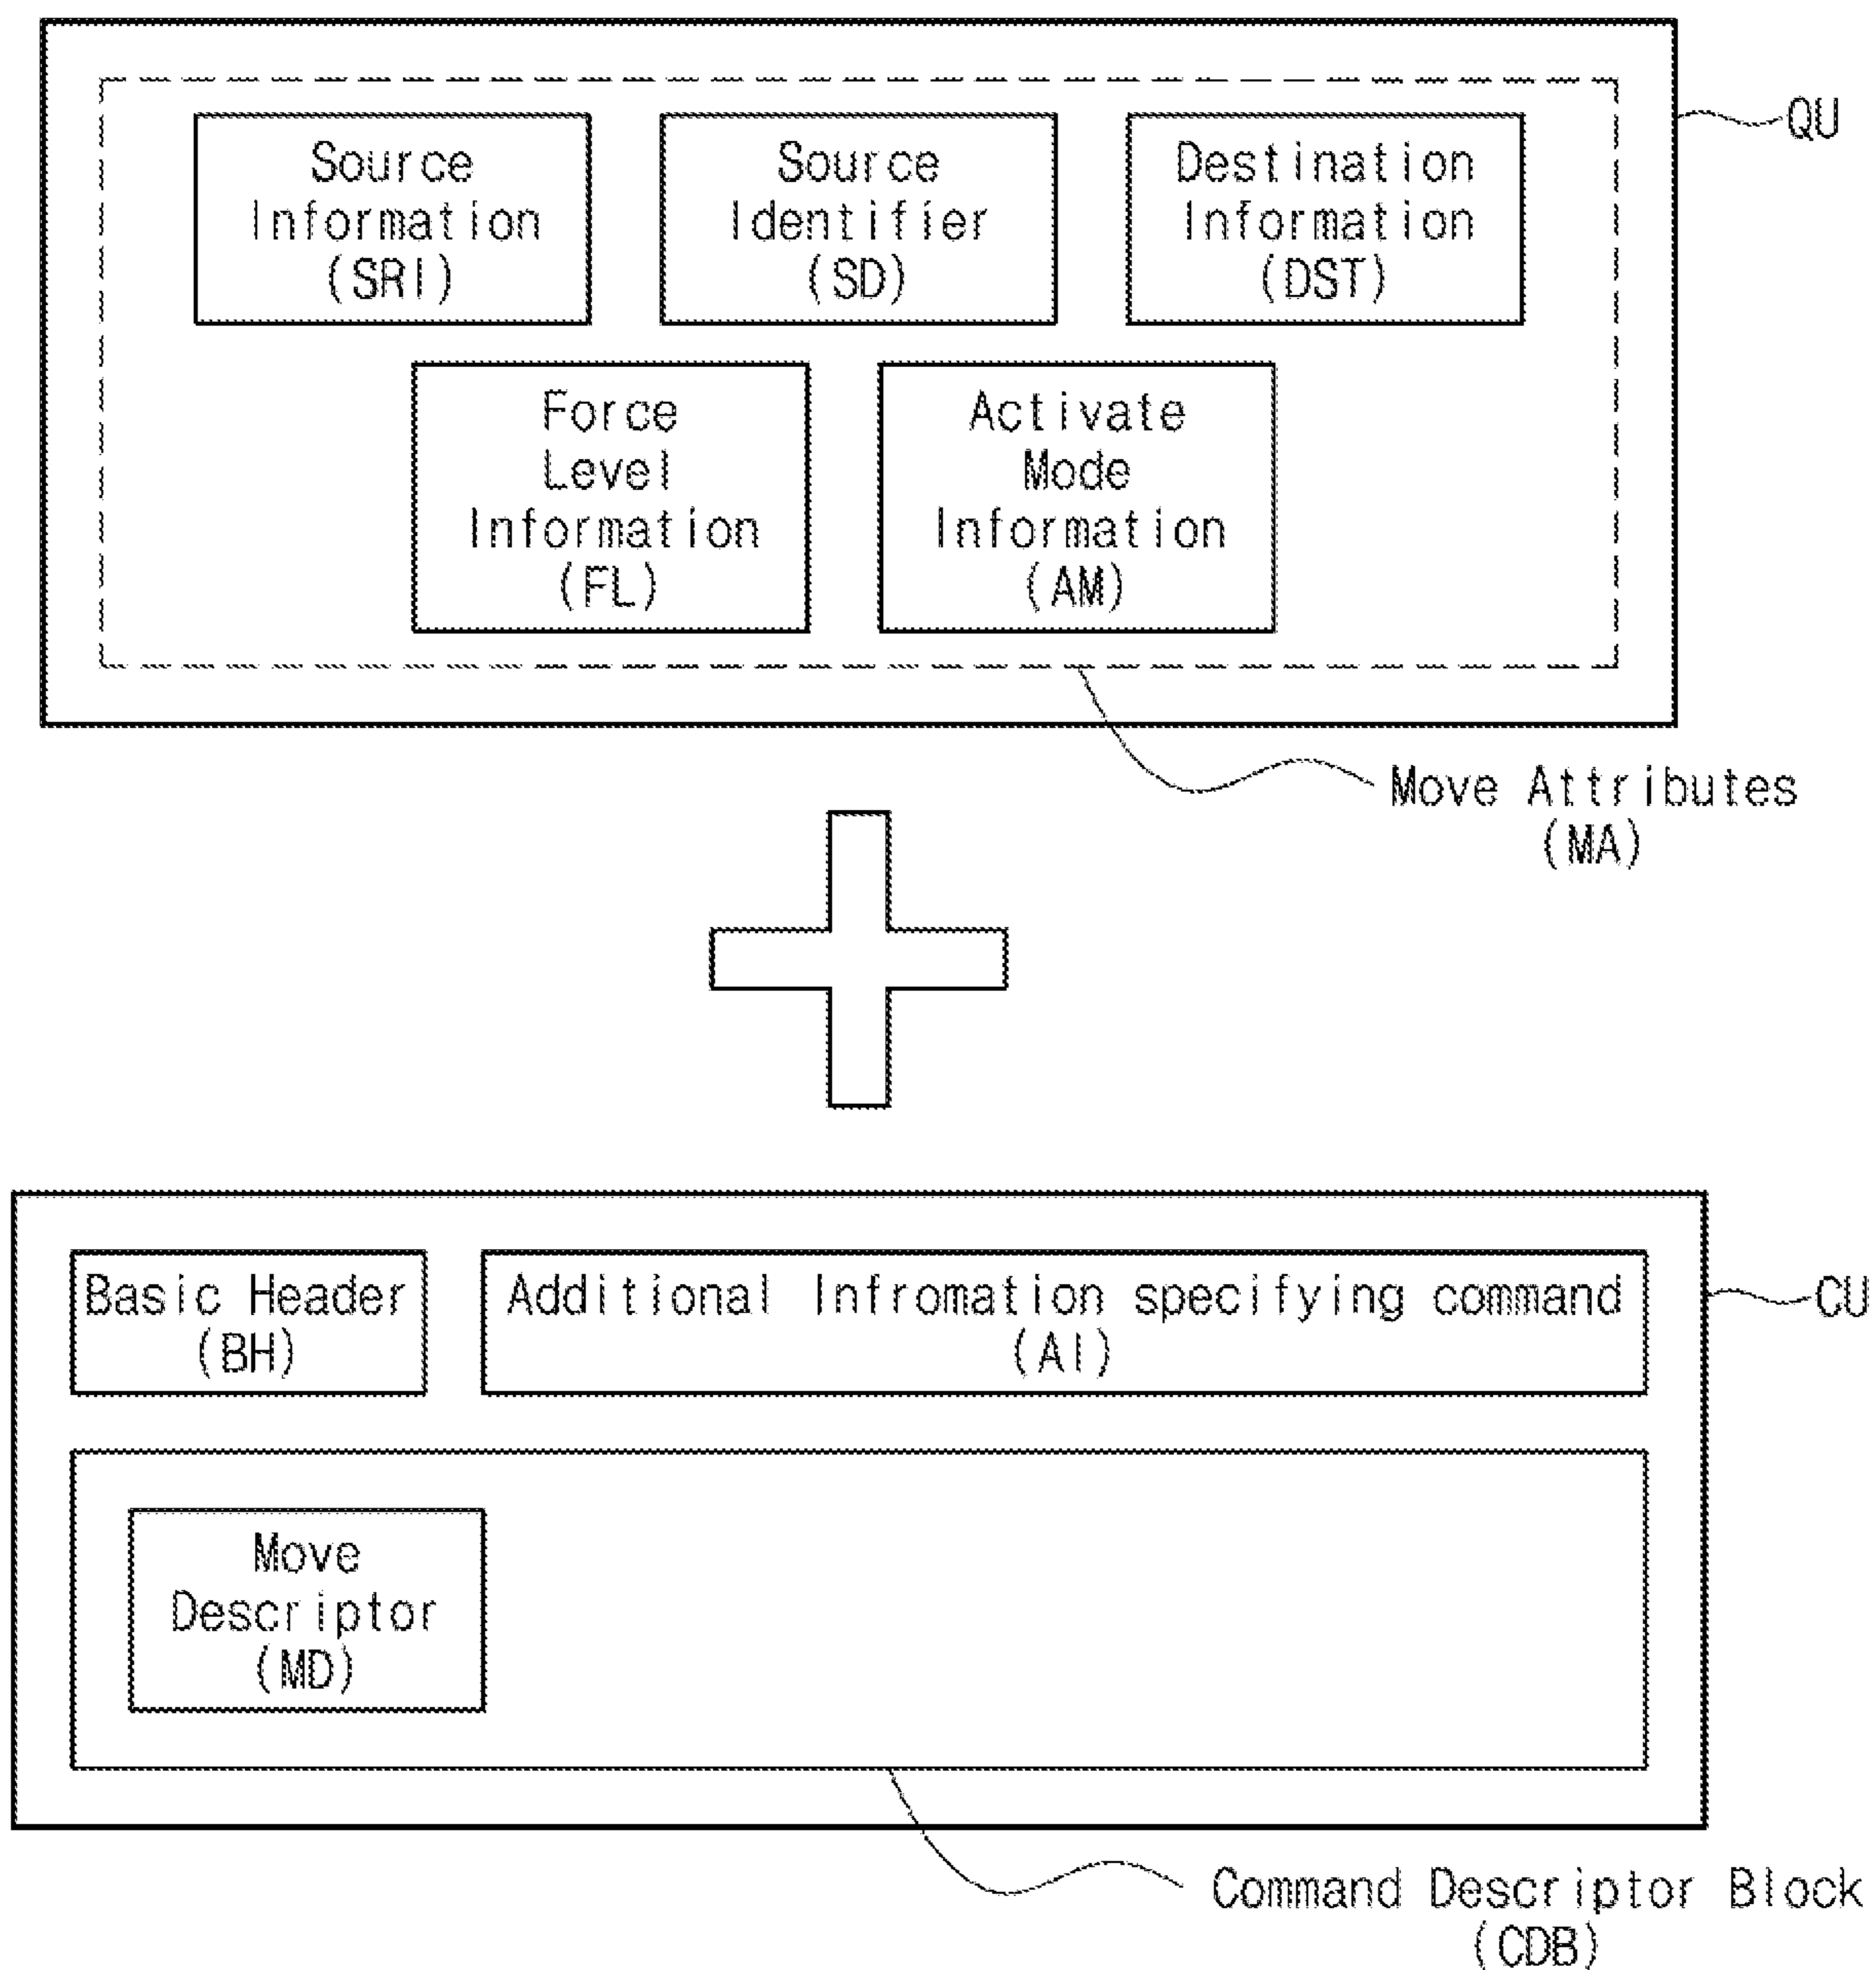 Source
Information
(SRI)
Source
Identifier
(SD)
Destination
Information
(DST)
QU
Force
Level
Information
(FL)
Activate
Mode
Information
(AM)
Move Attributes
(MA)
Basic Header
(BH)
Additional Infromation specifying command
(AI)
CU
Move
Descriptor
(MD)
Command Descriptor Block
(CDB)